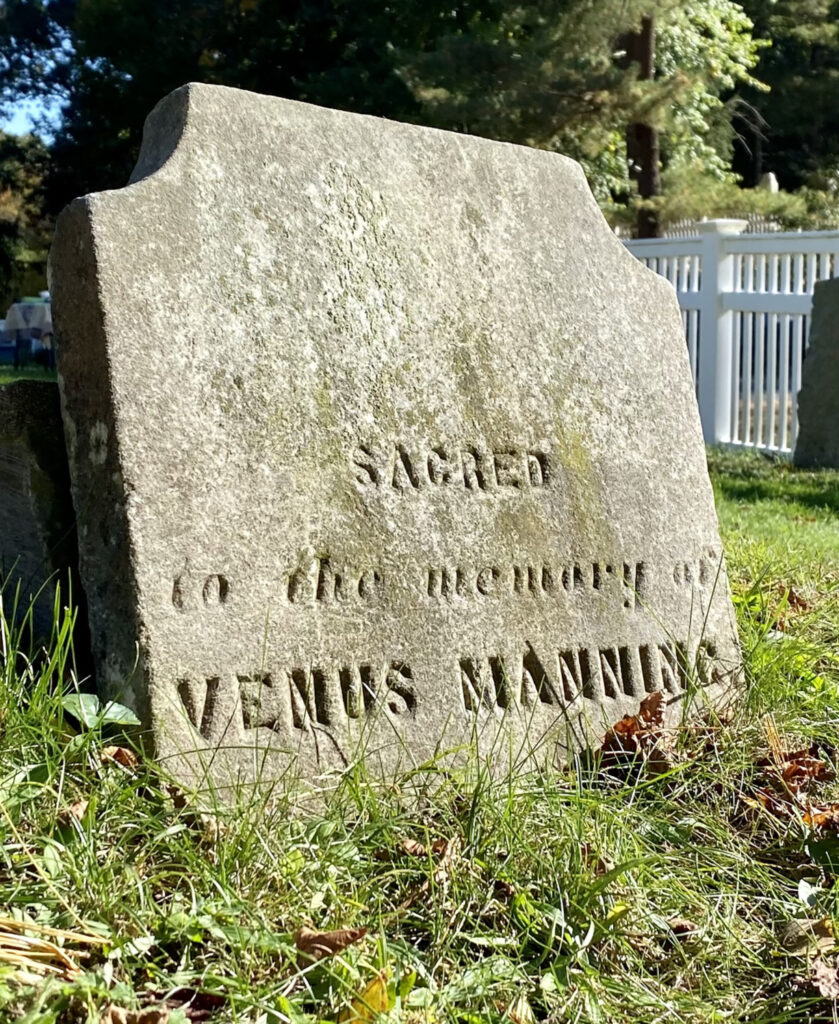 SACRED
to the memory of
VENUS MANNING